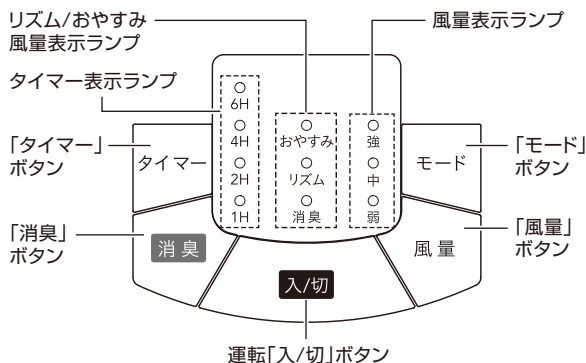 リズム/おやすみ
風量表示ランプ
風量表示ランプ
タイマー表示ランプ
6H
4H
2H
1H
おやすみ
リズム
消臭
強
中
弱
「タイマー」
ボタン
タイマー
モード
「モード」
ボタン
「消臭」
ボタン
消臭
風量
「風量」
ボタン
入/切
運転「入/切」ボタン